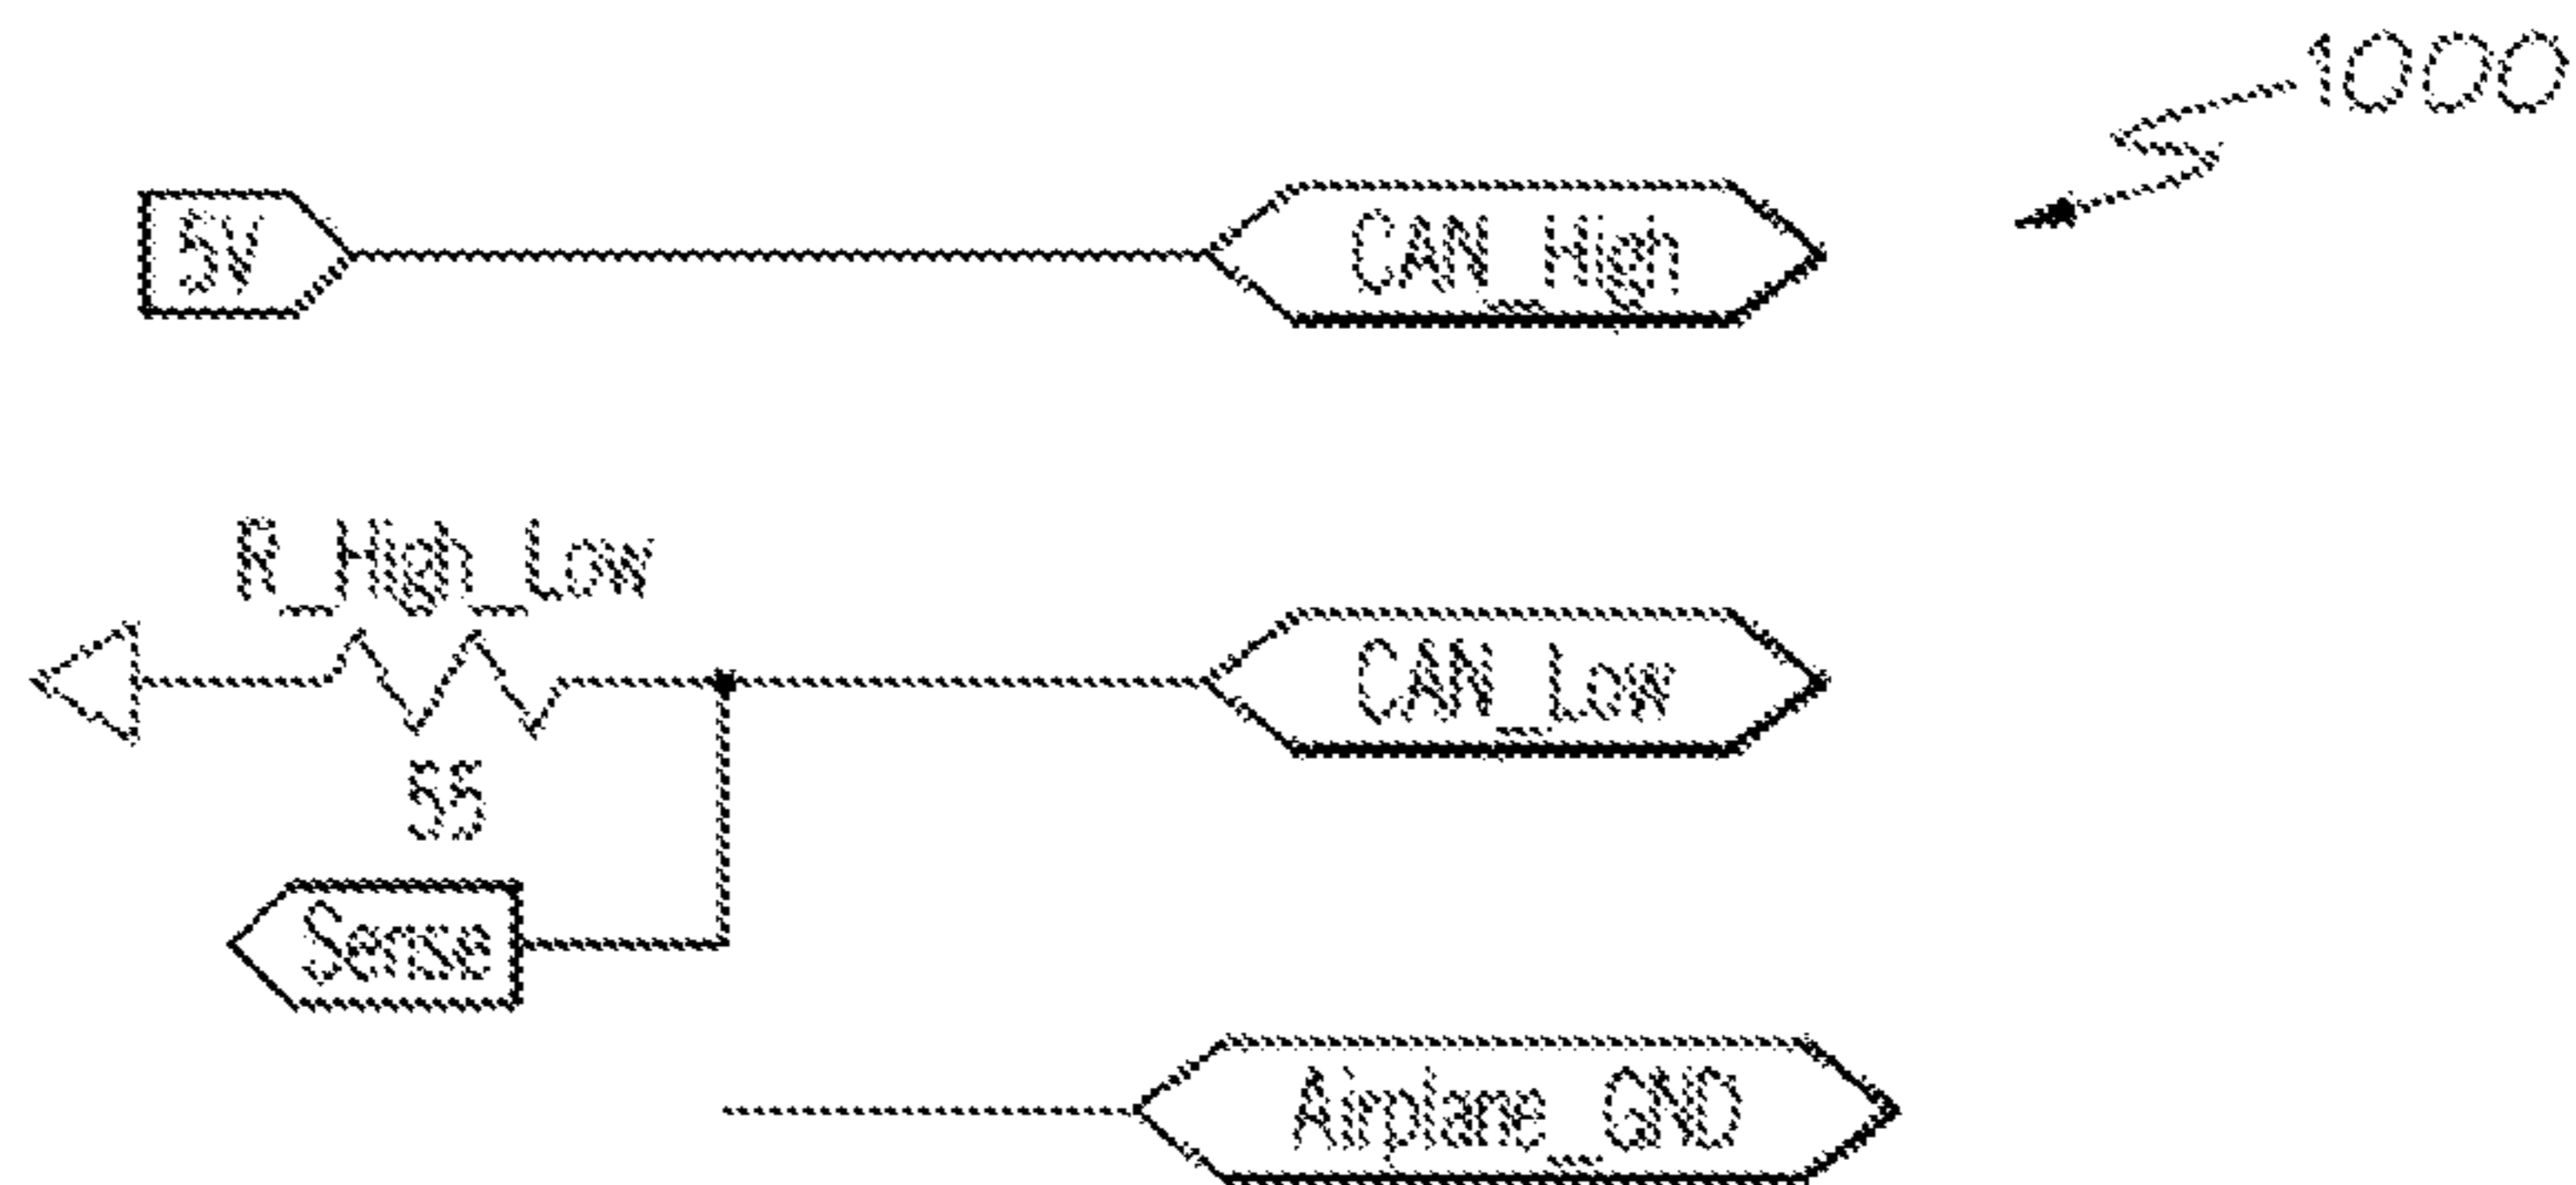 1000
5V
CAN_High
R_High_Low
55
CAN_Low
Sense
Airplane_GND